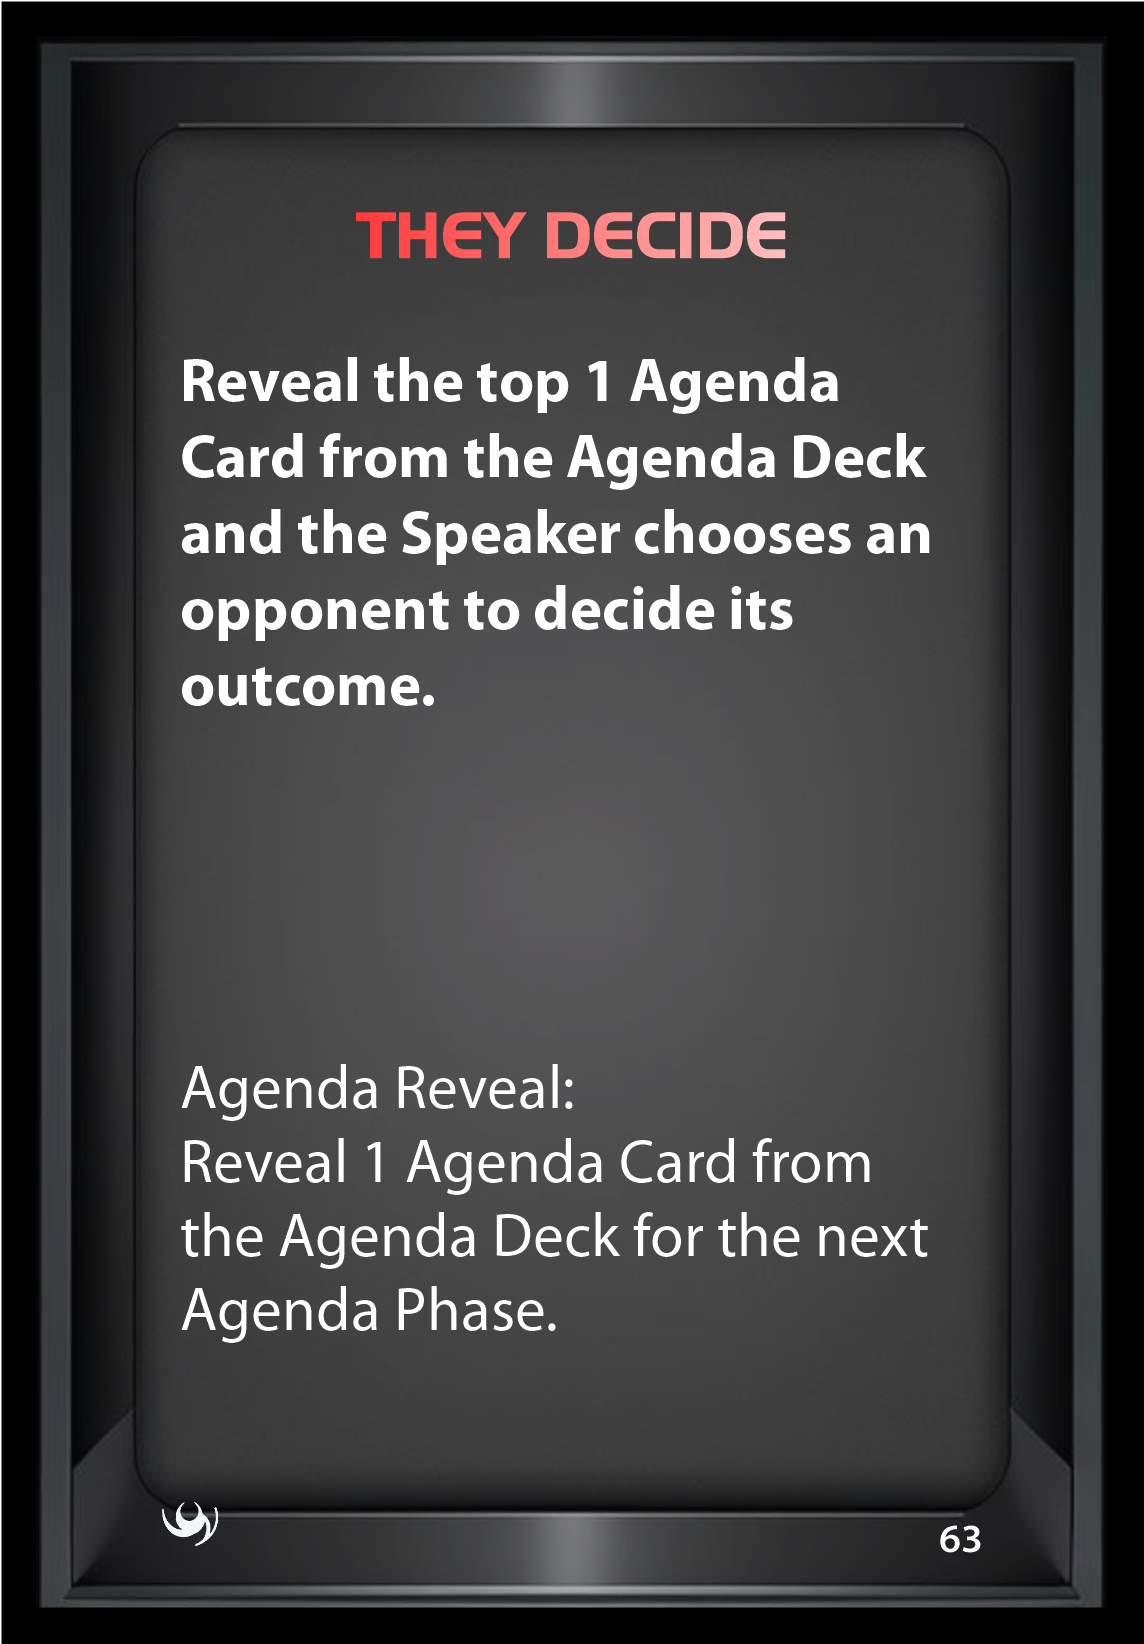 THEY DECIDE
Reveal the top 1 Agenda
Card from the Agenda Deck
and the Speaker chooses an
opponent to decide its
outcome.
Agenda Reveal:
Reveal 1 Agenda Card from
the Agenda Deck for the next
Agenda Phase.
63